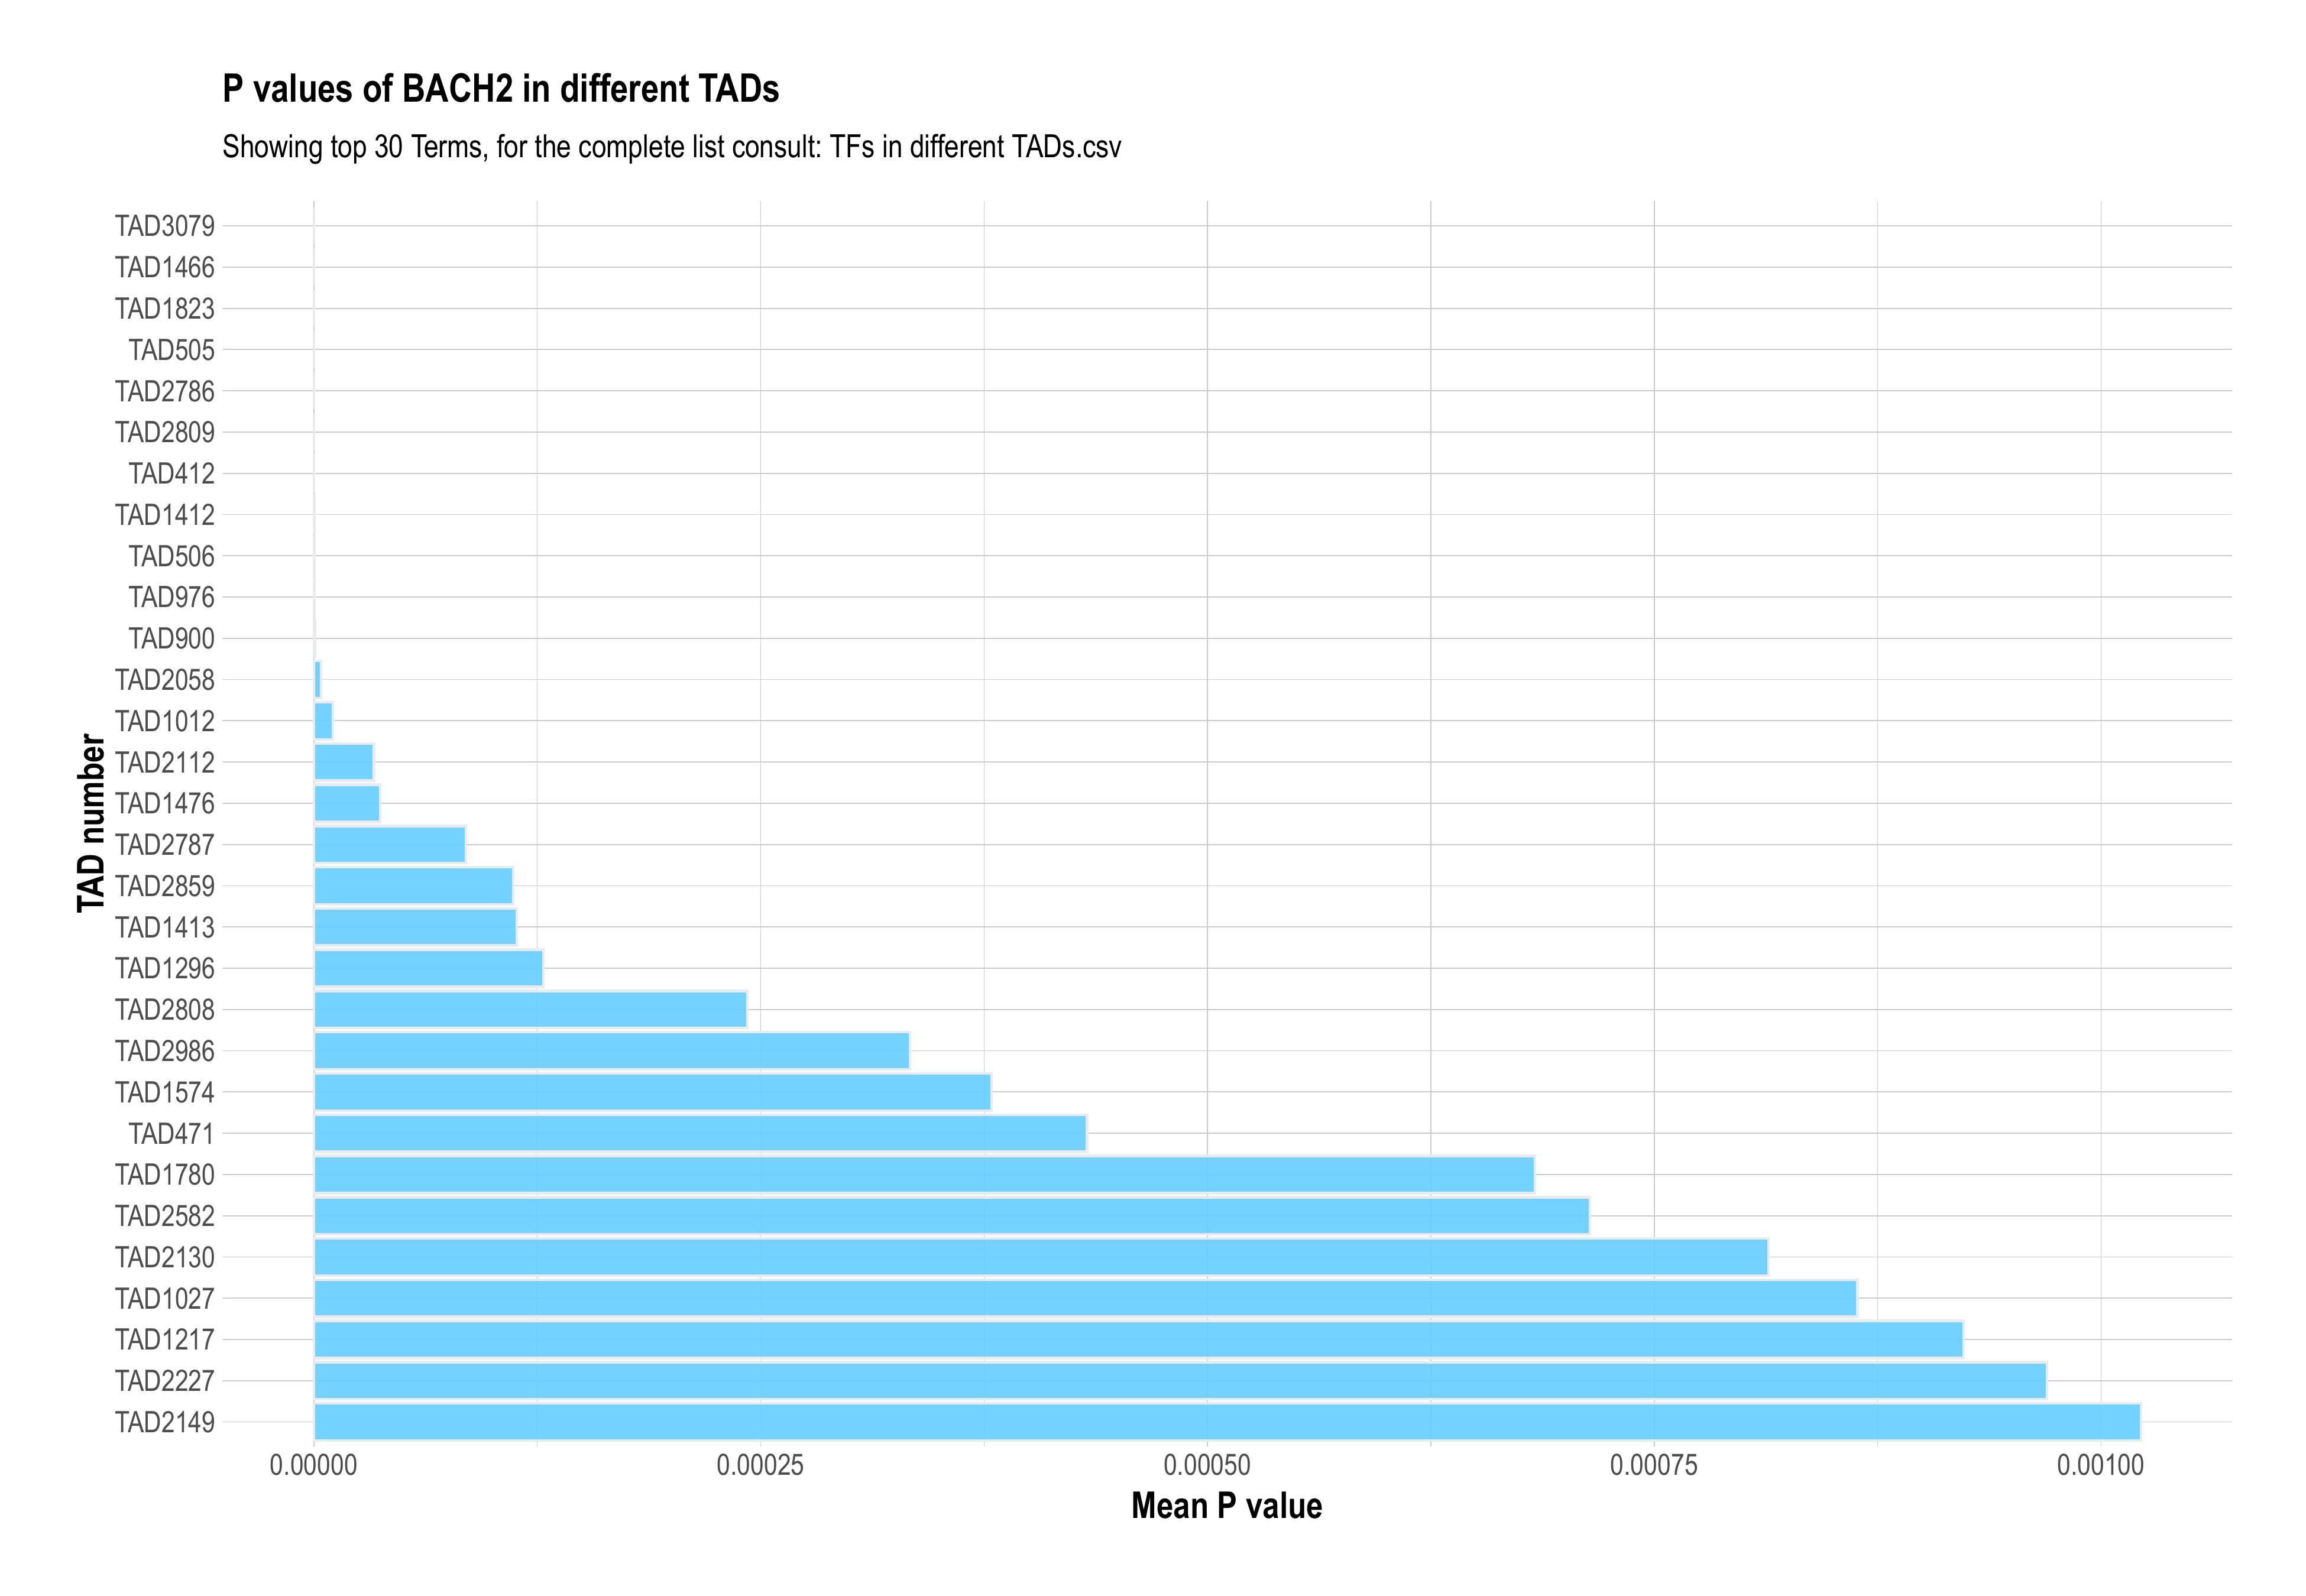 P values of BACH2 in different TADs
Showing top 30 Terms, for the complete list consult: TFs in different TADs.csv
TAD number
TAD3079
TAD1466
TAD1823
TAD505
TAD2786
TAD2809
TAD412
TAD1412
TAD506
TAD976
TAD900
TAD2058
TAD1012
TAD2112
TAD1476
TAD2787
TAD2859
TAD1413
TAD1296
TAD2808
TAD2986
TAD1574
TAD471
TAD1780
TAD2582
TAD2130
TAD1027
TAD1217
TAD2227
TAD2149
0.00000 0.00025 0.00050 0.00075 0.00100
Mean P value